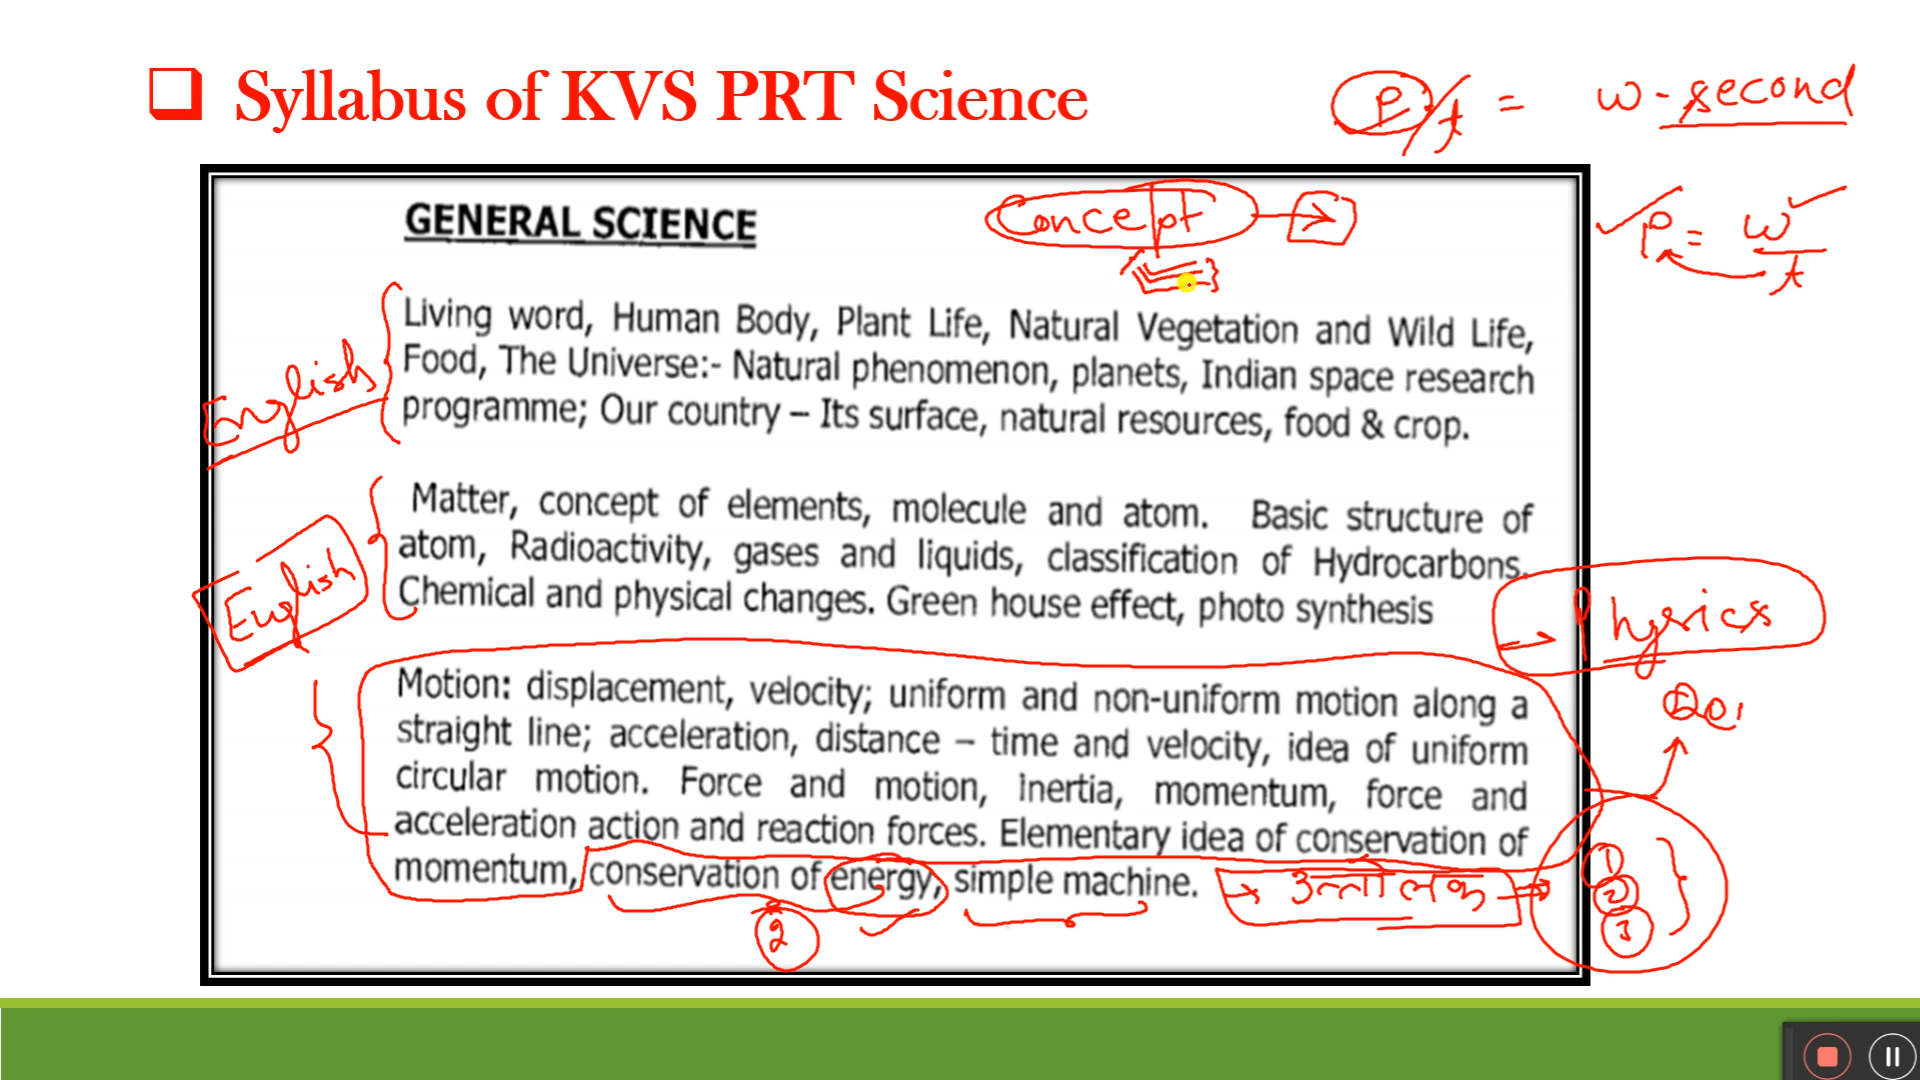 Syllabus of KVS PRT Science
P/t = w-second
GENERAL SCIENCE
Concept
P = w/t
Living word, Human Body, Plant Life, Natural Vegetation and Wild Life,
Food, The Universe:- Natural phenomenon, planets, Indian space research
programme; Our country – Its surface, natural resources, food & crop.
English
Matter, concept of elements, molecule and atom. Basic structure of
atom, Radioactivity, gases and liquids, classification of Hydrocarbons.
Chemical and physical changes. Green house effect, photo synthesis
English
Physics
Motion: displacement, velocity; uniform and non-uniform motion along a
straight line; acceleration, distance – time and velocity, idea of uniform
circular motion. Force and motion, inertia, momentum, force and
acceleration action and reaction forces. Elementary idea of conservation of
momentum, conservation of energy, simple machine.
1
2
3
2